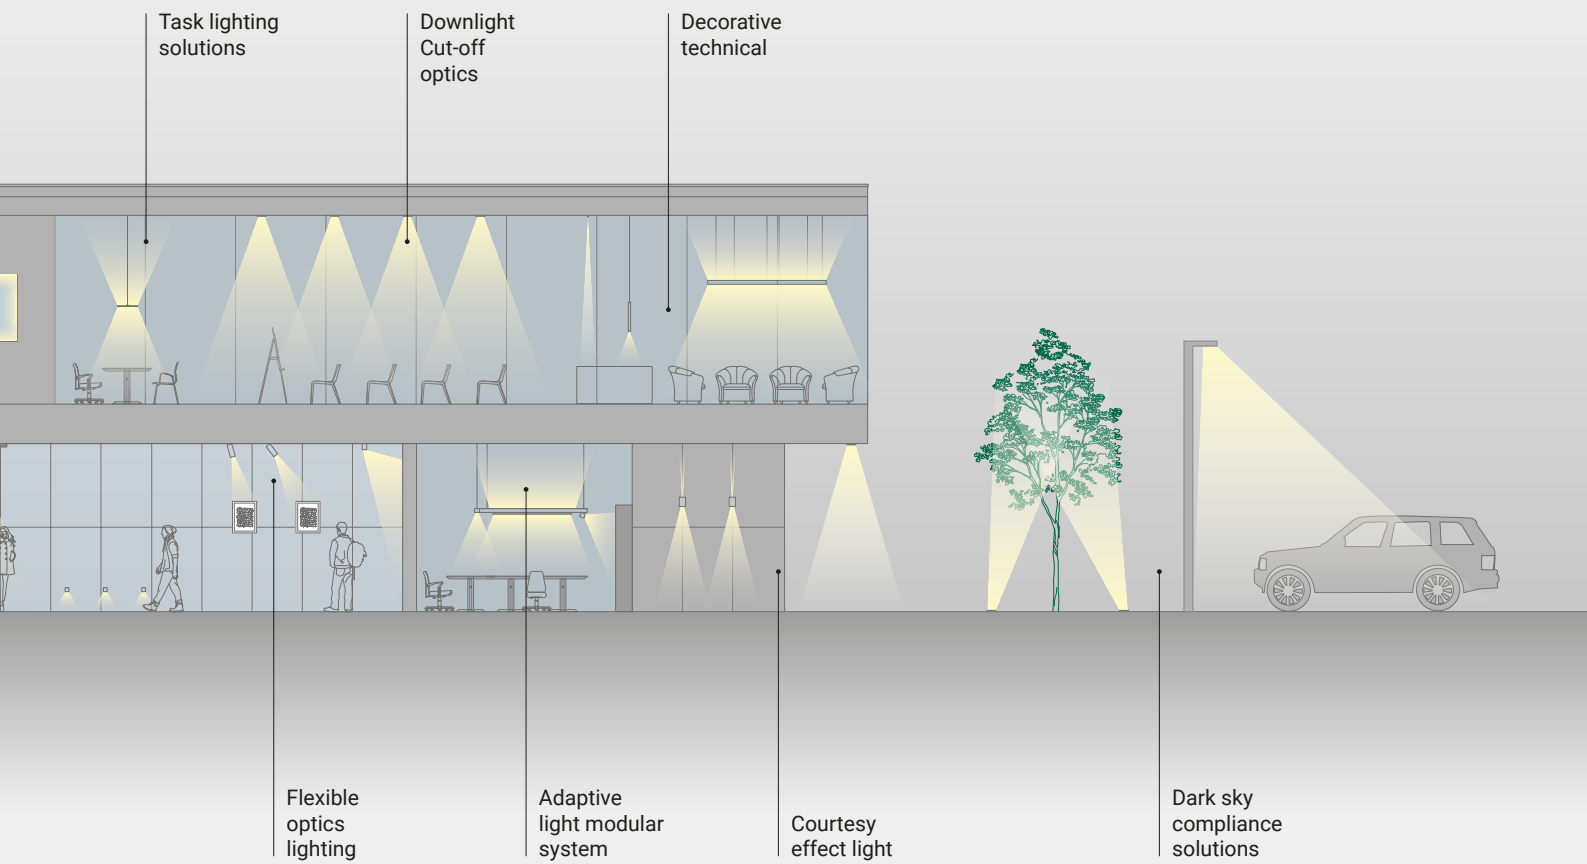 Task lighting
solutions
Downlight
Cut-off
optics
Decorative
technical
Flexible
optics
lighting
Adaptive
light modular
system
Courtesy
effect light
Dark sky
compliance
solutions